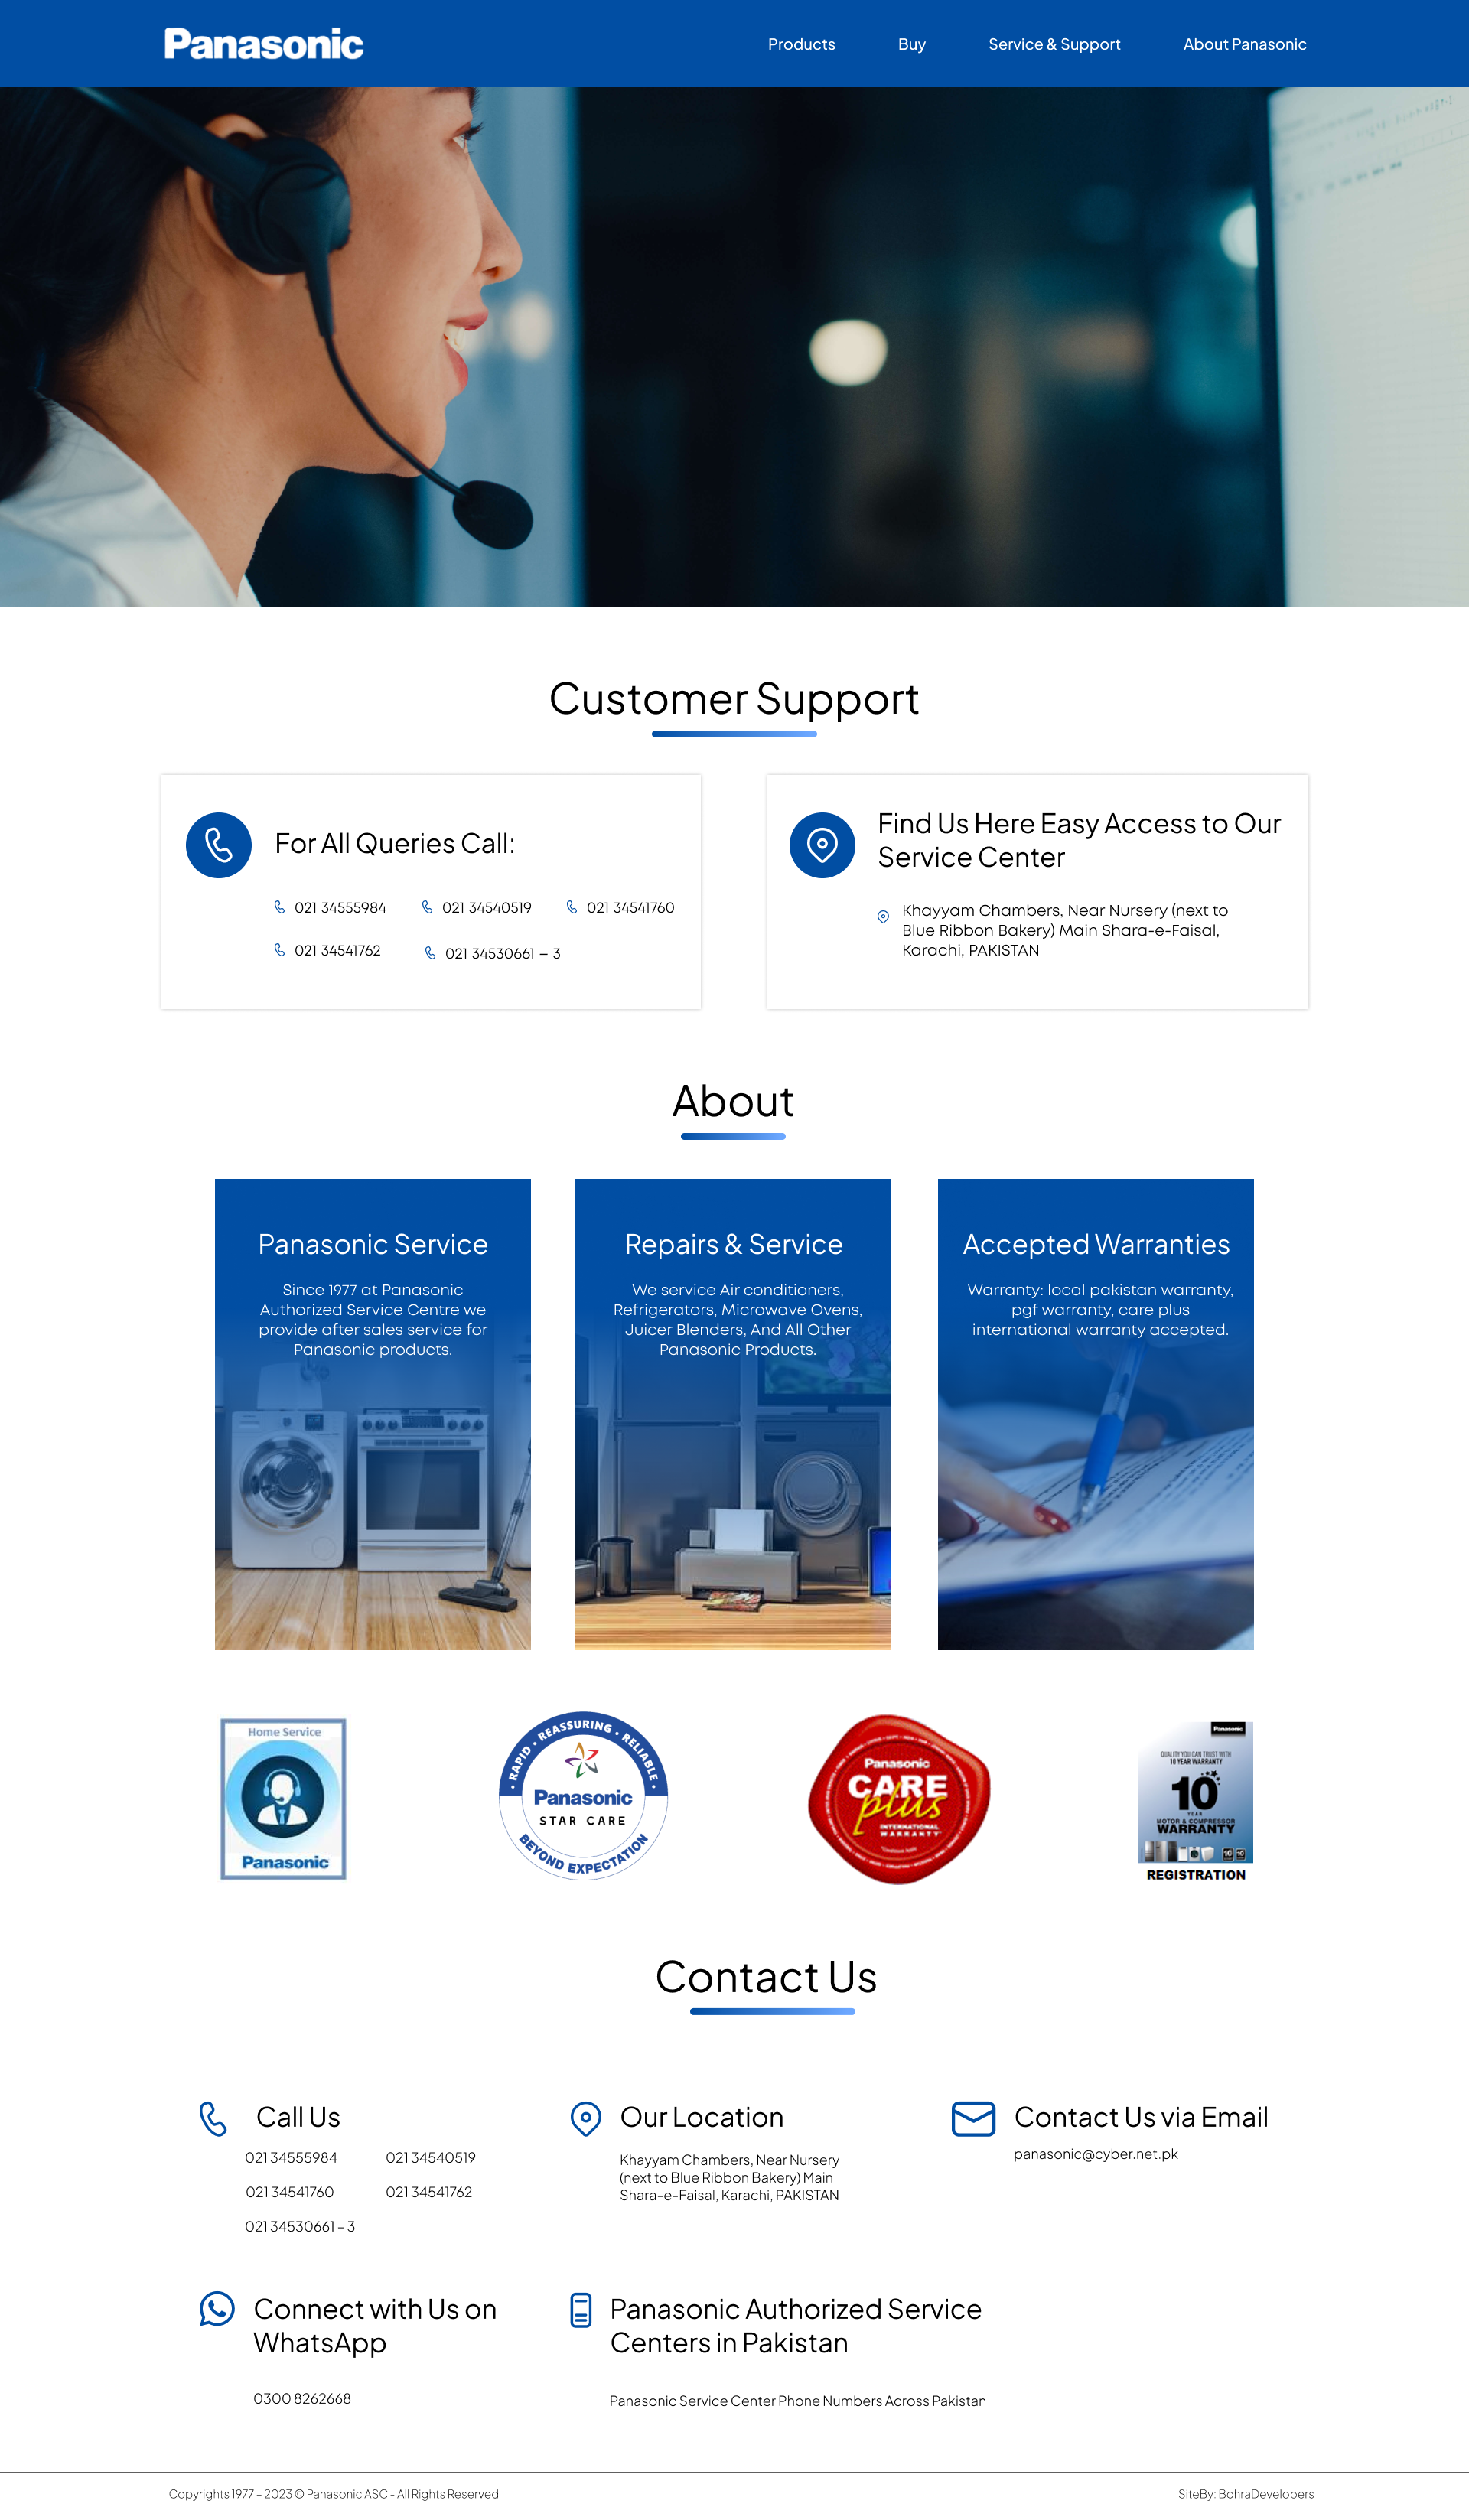 Panasonic
Products
Buy
Service & Support
About Panasonic
Customer Support
For All Queries Call:
021 34555984
021 34540519
021 34541760
021 34541762
021 34530661 – 3
Find Us Here Easy Access to Our
Service Center
Khayyam Chambers, Near Nursery (next to
Blue Ribbon Bakery) Main Shara-e-Faisal,
Karachi, PAKISTAN
About
Panasonic Service
Since 1977 at Panasonic
Authorized Service Centre we
provide after sales service for
Panasonic products.
Repairs & Service
We service Air conditioners,
Refrigerators, Microwave Ovens,
Juicer Blenders, And All Other
Panasonic Products.
Accepted Warranties
Warranty: local pakistan warranty,
pgf warranty, care plus
international warranty accepted.
Home Service
Panasonic
• RAPID • REASSURING • RELIABLE •
Panasonic
STAR CARE
BEYOND EXPECTATION
Panasonic
CARE
plus
INTERNATIONAL
WARRANTY
Panasonic
QUALITY YOU CAN TRUST WITH
10 YEAR WARRANTY
10
YEAR
MOTOR & COMPRESSOR
WARRANTY
REGISTRATION
Contact Us
Call Us
021 34555984
021 34540519
021 34541760
021 34541762
021 34530661 – 3
Our Location
Khayyam Chambers, Near Nursery
(next to Blue Ribbon Bakery) Main
Shara-e-Faisal, Karachi, PAKISTAN
Contact Us via Email
panasonic@cyber.net.pk
Connect with Us on
WhatsApp
0300 8262668
Panasonic Authorized Service
Centers in Pakistan
Panasonic Service Center Phone Numbers Across Pakistan
Copyrights 1977 – 2023 © Panasonic ASC - All Rights Reserved
SiteBy: BohraDevelopers